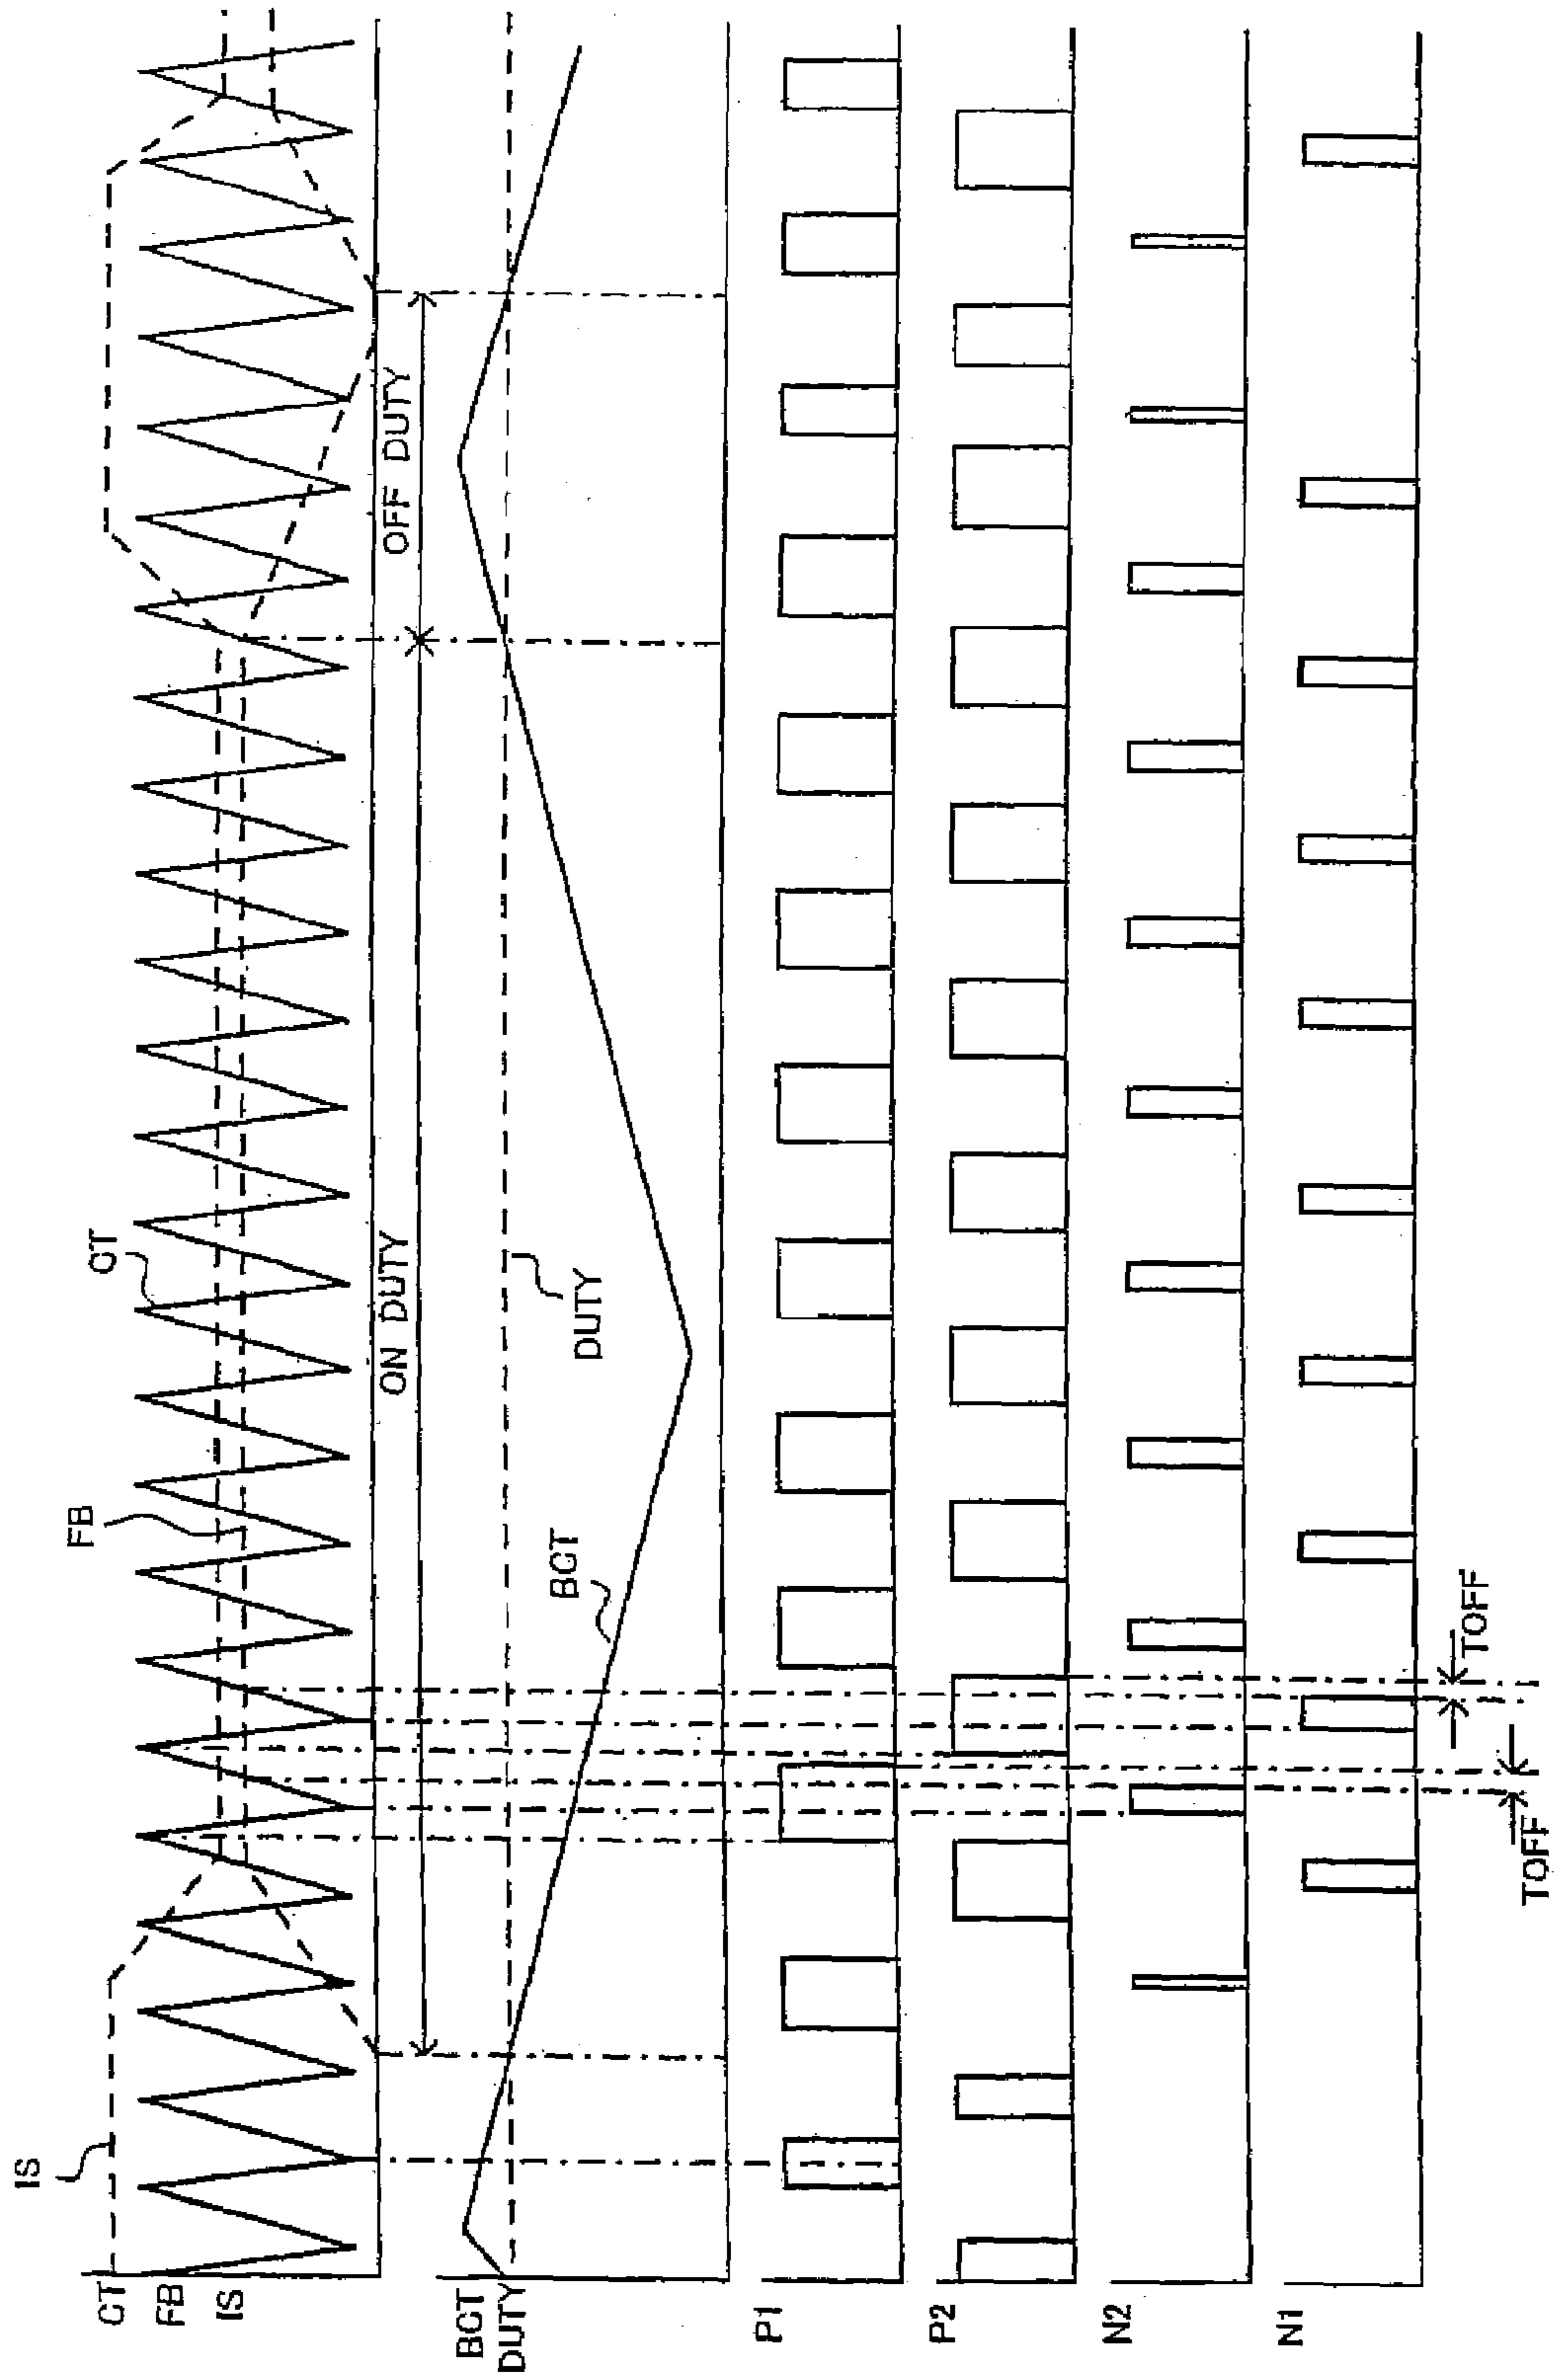 IS
FB
CT
CT
FB
IS
ON DUTY
OFF DUTY
BCT
DUTY
BCT
DUTY
P1
P2
N2
N1
TOFF
TOFF